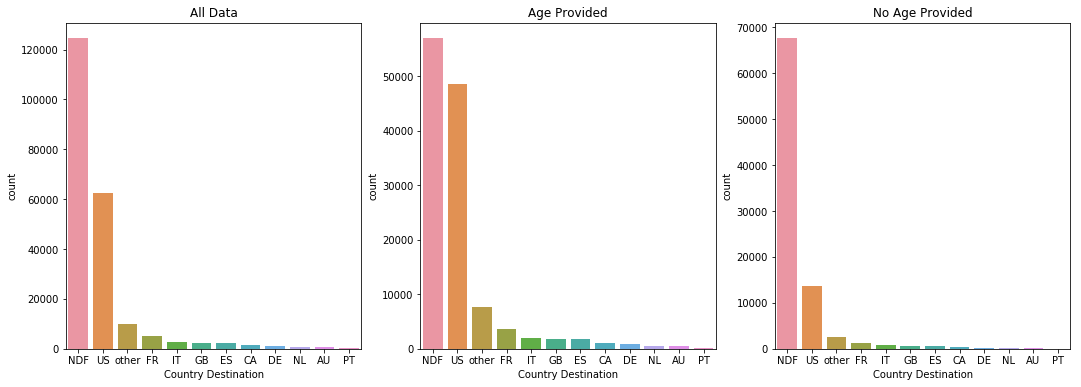 All Data
120000
100000
80000
60000
40000
20000
0
count
NDF US other FR IT GB ES CA DE NL AU PT
Country Destination
Age Provided
50000
40000
30000
20000
10000
0
count
NDF US other FR IT GB ES CA DE NL AU PT
Country Destination
No Age Provided
70000
60000
50000
40000
30000
20000
10000
0
count
NDF US other FR IT GB ES CA DE NL AU PT
Country Destination